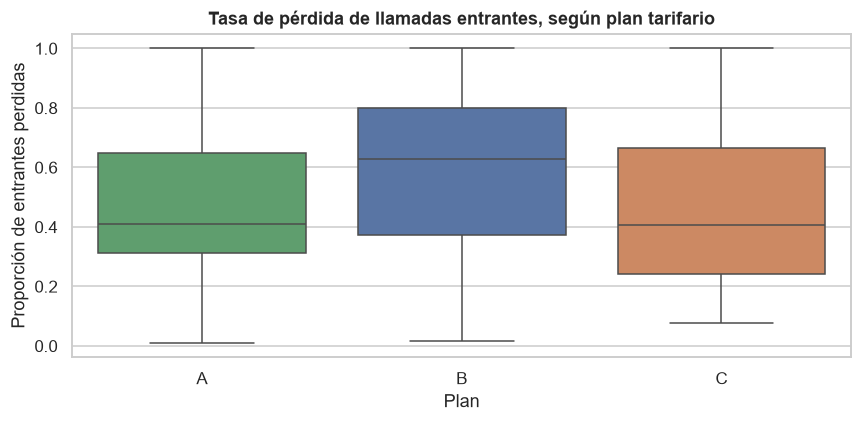 Tasa de pérdida de llamadas entrantes, según plan tarifario
Proporción de entrantes perdidas
1.0
0.8
0.6
0.4
0.2
0.0
A B C
Plan